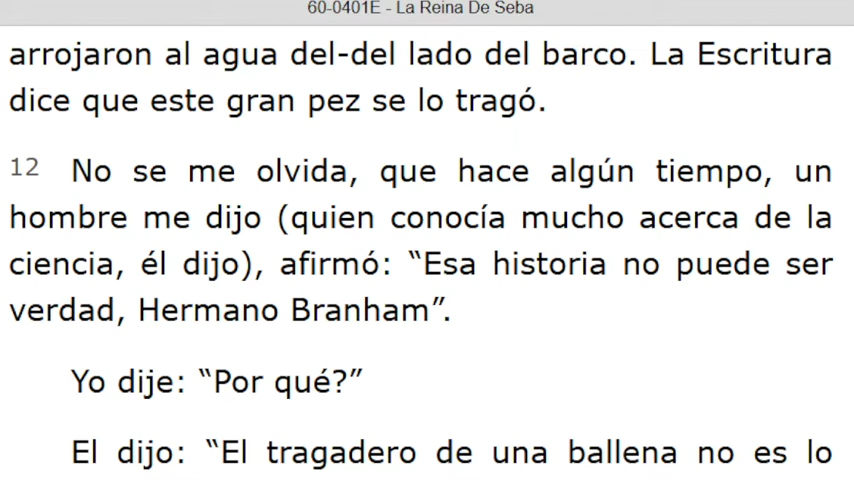 60-0401E - La Reina De Seba
arrojaron al agua del-del lado del barco. La Escritura
dice que este gran pez se lo tragó.
12 No se me olvida, que hace algún tiempo, un
hombre me dijo (quien conocía mucho acerca de la
ciencia, él dijo), afirmó: “Esa historia no puede ser
verdad, Hermano Branham”.
Yo dije: “Por qué?”
El dijo: “El tragadero de una ballena no es lo